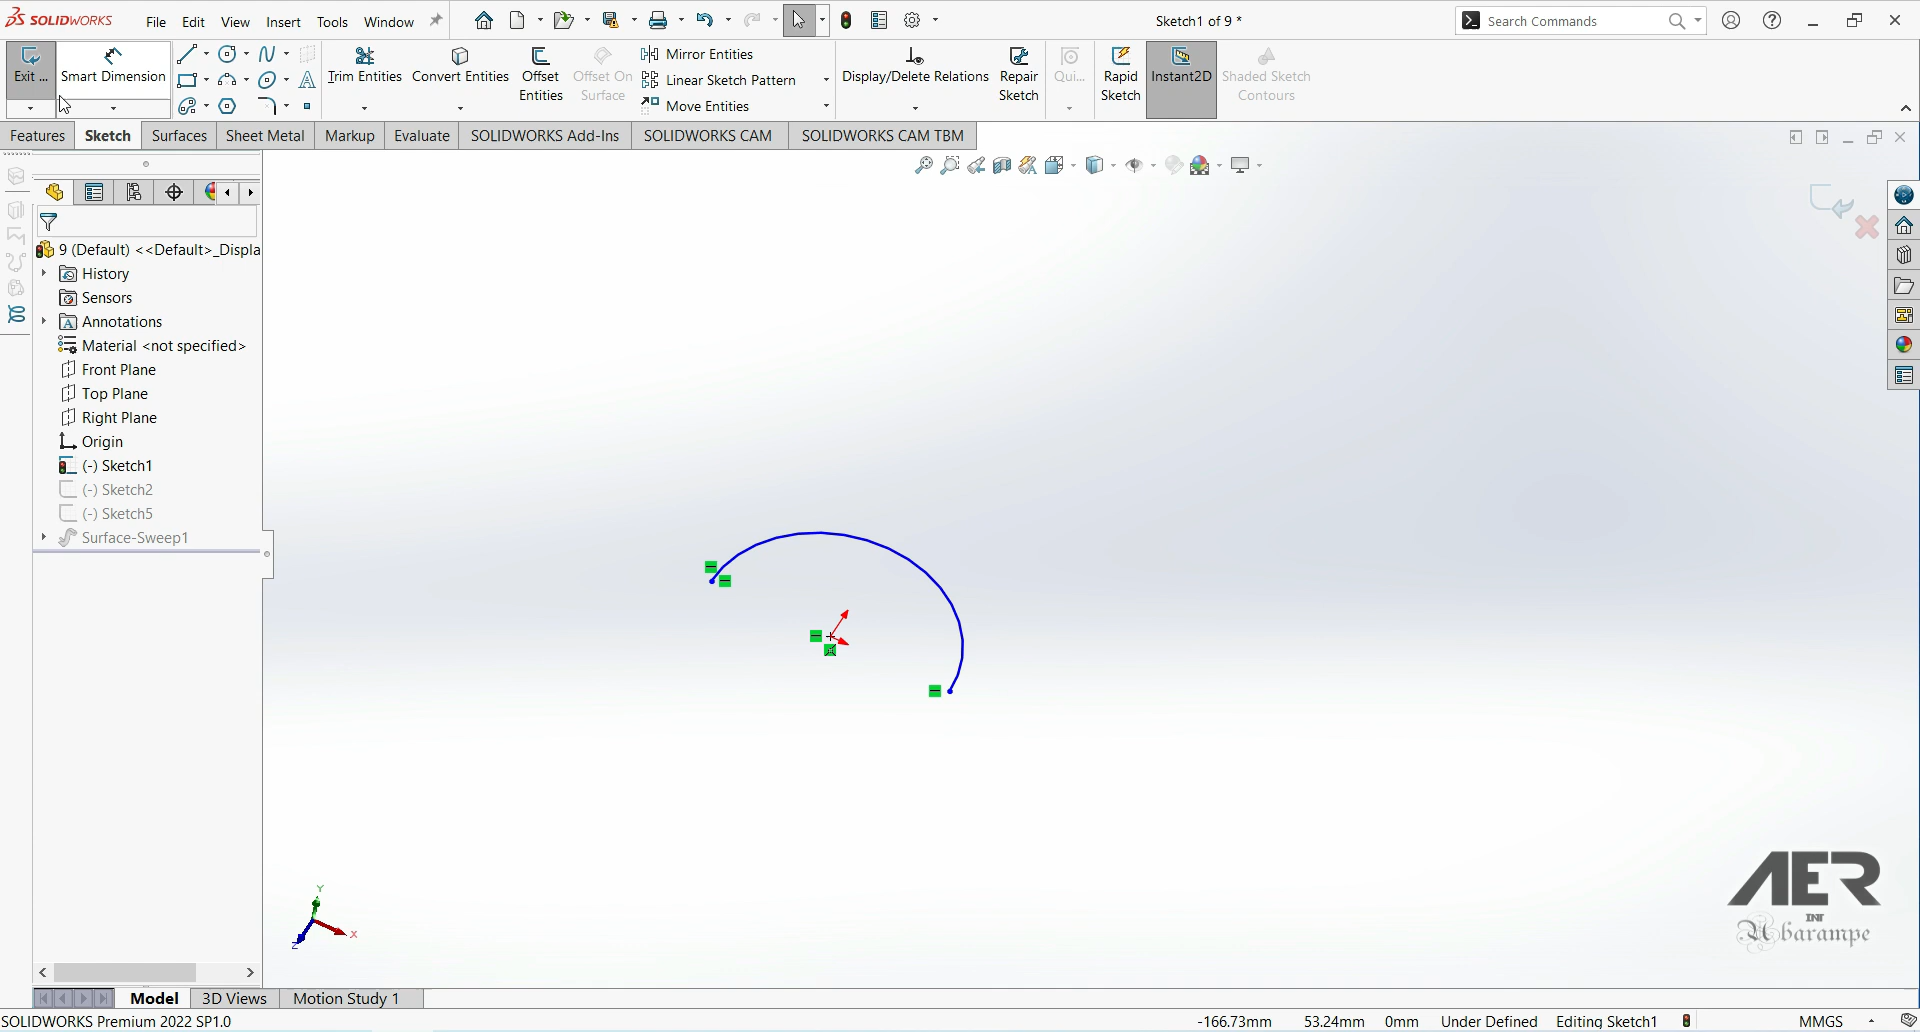 SOLIDWORKS File Edit View Insert Tools Window
Sketch1 of 9 *
Search Commands
Exit ...
Smart Dimension
Trim Entities
Convert Entities
Offset Entities
Offset On Surface
Mirror Entities
Linear Sketch Pattern
Move Entities
Display/Delete Relations
Repair Sketch
Qui...
Rapid Sketch
Instant2D
Shaded Sketch Contours
Features Sketch Surfaces Sheet Metal Markup Evaluate SOLIDWORKS Add-Ins SOLIDWORKS CAM SOLIDWORKS CAM TBM
9 (Default) <<Default>_Displa
History
Sensors
Annotations
Material <not specified>
Front Plane
Top Plane
Right Plane
Origin
(-) Sketch1
(-) Sketch2
(-) Sketch5
Surface-Sweep1
Y
X
Z
AER
INT
Abarampe
Model 3D Views Motion Study 1
SOLIDWORKS Premium 2022 SP1.0
-166.73mm 53.24mm 0mm Under Defined Editing Sketch1 MMGS